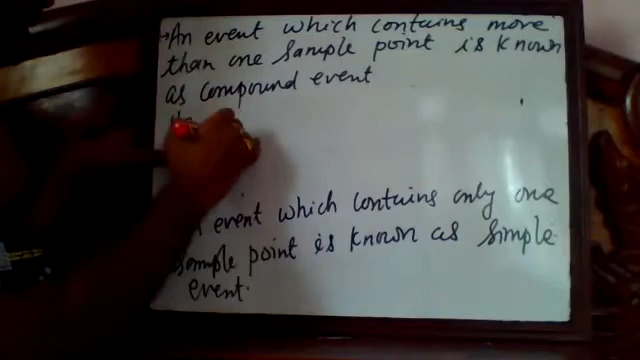 →An event which contains more
than one sample point is known
as compound event
event which contains only one
sample point is known as simple
event.